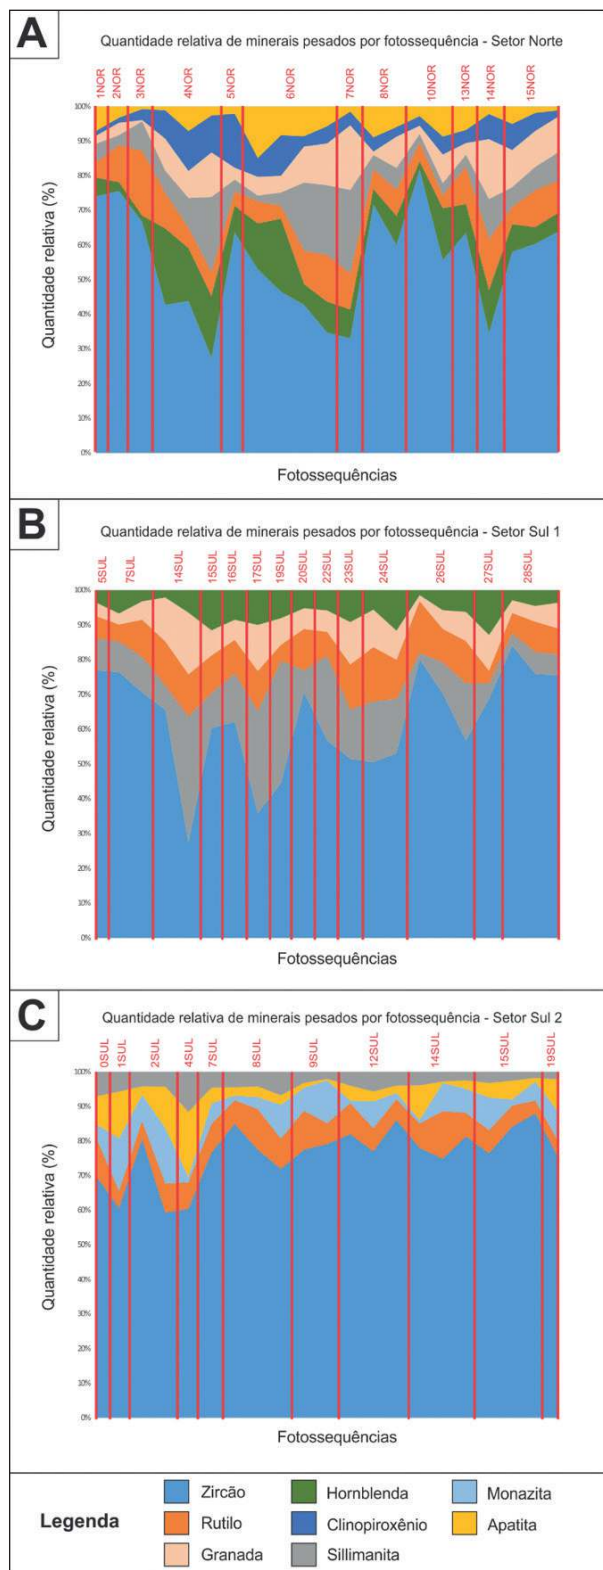 A
Quantidade relativa de minerais pesados por fotossequência - Setor Norte
1NOR 2NOR 3NOR 4NOR 5NOR 6NOR 7NOR 8NOR 10NOR 13NOR 14NOR 15NOR
Quantidade relativa (%)
100%
90%
80%
70%
60%
50%
40%
30%
20%
10%
0%
Fotossequências
B
Quantidade relativa de minerais pesados por fotossequência - Setor Sul 1
5SUL 7SUL 14SUL 15SUL 16SUL 17SUL 19SUL 20SUL 22SUL 23SUL 24SUL 26SUL 27SUL 28SUL
Quantidade relativa (%)
100%
90%
80%
70%
60%
50%
40%
30%
20%
10%
0%
Fotossequências
C
Quantidade relativa de minerais pesados por fotossequência - Setor Sul 2
0SUL 1SUL 2SUL 4SUL 7SUL 8SUL 9SUL 12SUL 14SUL 15SUL 19SUL
Quantidade relativa (%)
100%
90%
80%
70%
60%
50%
40%
30%
20%
10%
0%
Fotossequências
Legenda
Zircão Hornblenda Monazita
Rutilo Clinopiroxênio Apatita
Granada Sillimanita